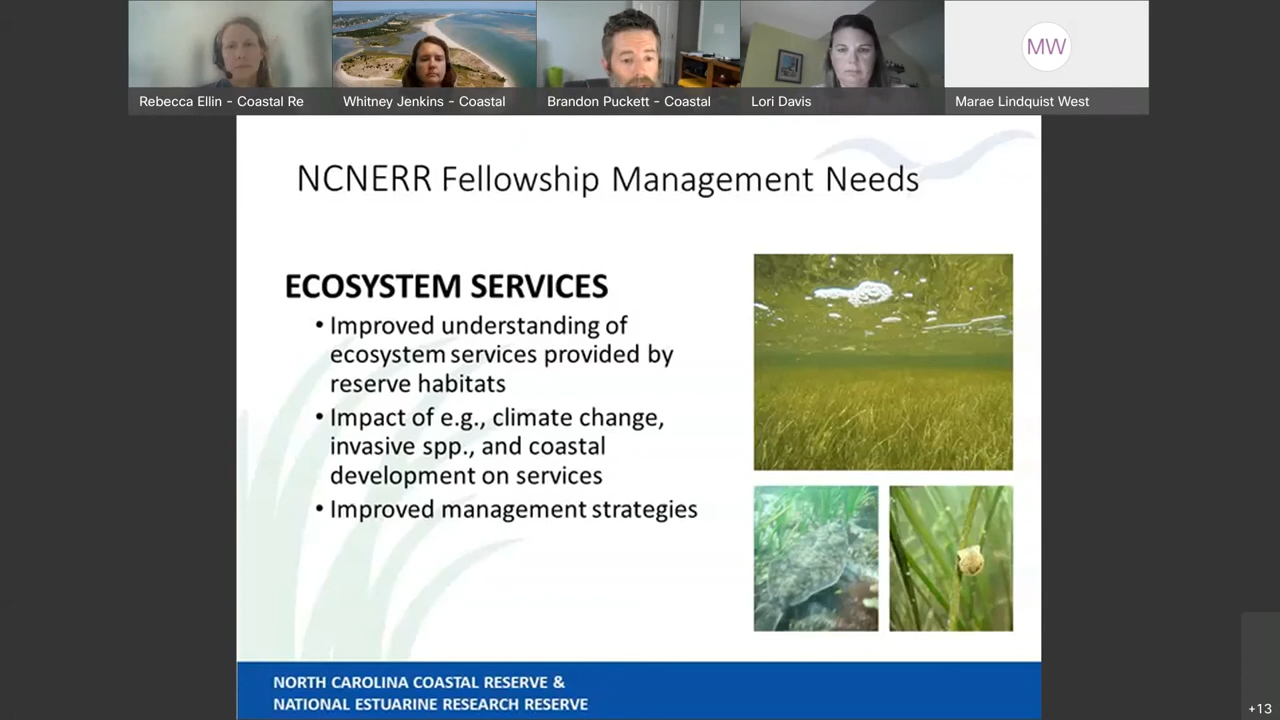 MW
Rebecca Ellin - Coastal Re
Whitney Jenkins - Coastal
Brandon Puckett - Coastal
Lori Davis
Marae Lindquist West
NCNERR Fellowship Management Needs
ECOSYSTEM SERVICES
• Improved understanding of
ecosystem services provided by
reserve habitats
• Impact of e.g., climate change,
invasive spp., and coastal
development on services
• Improved management strategies
NORTH CAROLINA COASTAL RESERVE &
NATIONAL ESTUARINE RESEARCH RESERVE
+13